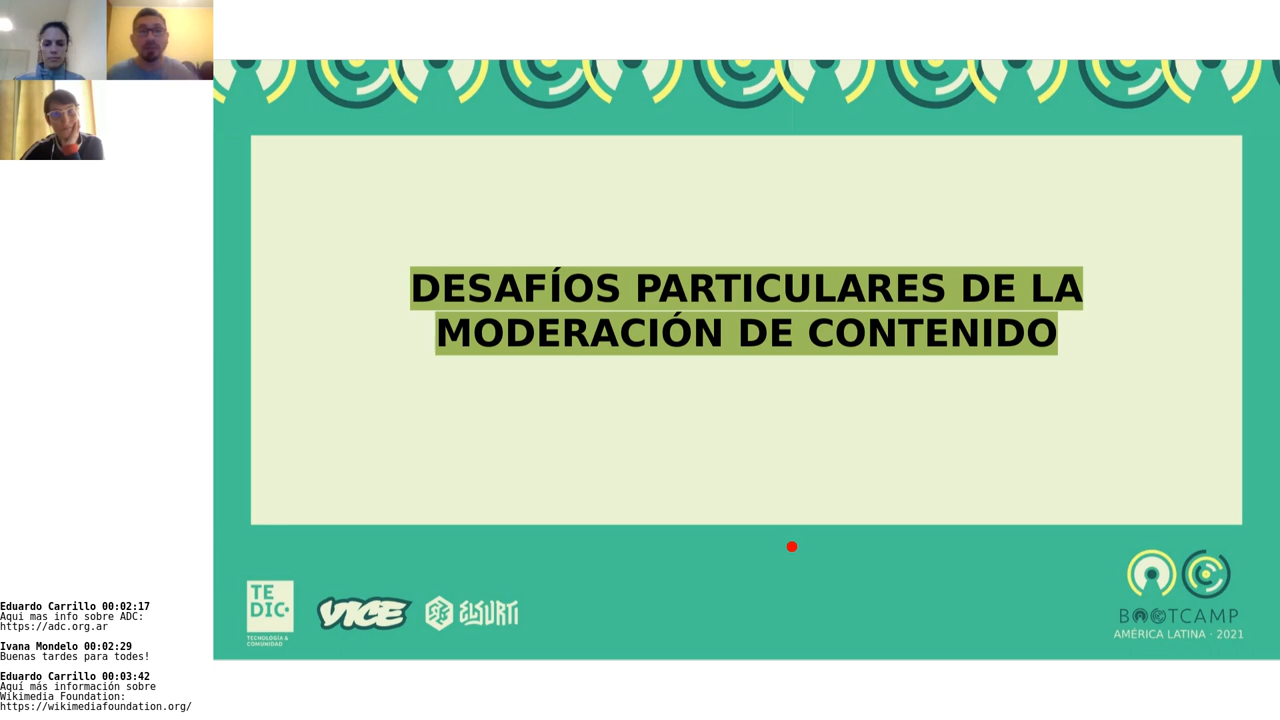 DESAFÍOS PARTICULARES DE LA
MODERACIÓN DE CONTENIDO
TE
DIC
TECNOLOGÍA &
COMUNIDAD
VICE
ELSURTI
BOOTCAMP
AMÉRICA LATINA · 2021
Eduardo Carrillo 00:02:17
Aqui mas info sobre ADC:
https://adc.org.ar
Ivana Mondelo 00:02:29
Buenas tardes para todes!
Eduardo Carrillo 00:03:42
Aquí más información sobre
Wikimedia Foundation:
https://wikimediafoundation.org/